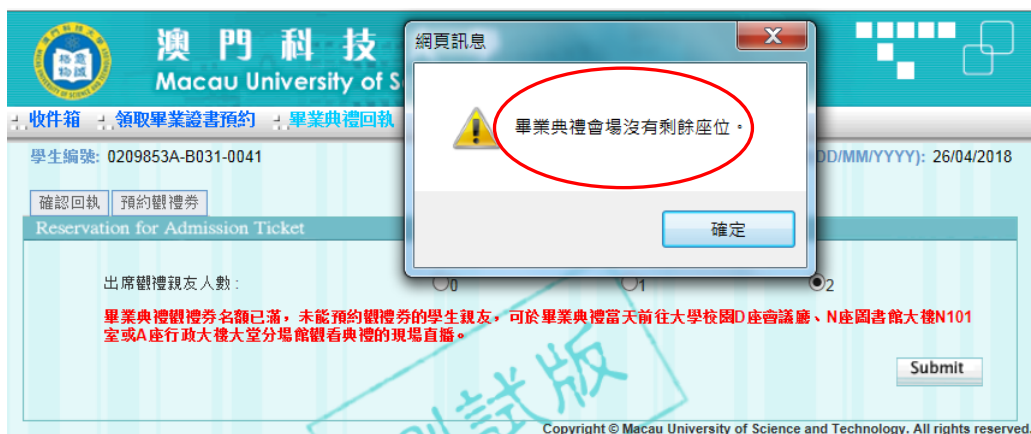 澳門科技
Macau University of S
網頁訊息
X
畢業典禮會場沒有剩餘座位。
確定
收件箱 領取畢業證書預約 畢業典禮回執
學生編號: 0209853A-B031-0041
DD/MM/YYYY): 26/04/2018
確認回執 預約觀禮券
Reservation for Admission Ticket
出席觀禮親友人數:
0 1 2
畢業典禮觀禮券名額已滿，未能預約觀禮券的學生親友，可於畢業典禮當天前往大學校園D座會議廳、N座圖書館大樓N101
室或A座行政大樓大堂分場館觀看典禮的現場直播。
Submit
測試版
Copyright © Macau University of Science and Technology. All rights reserved.